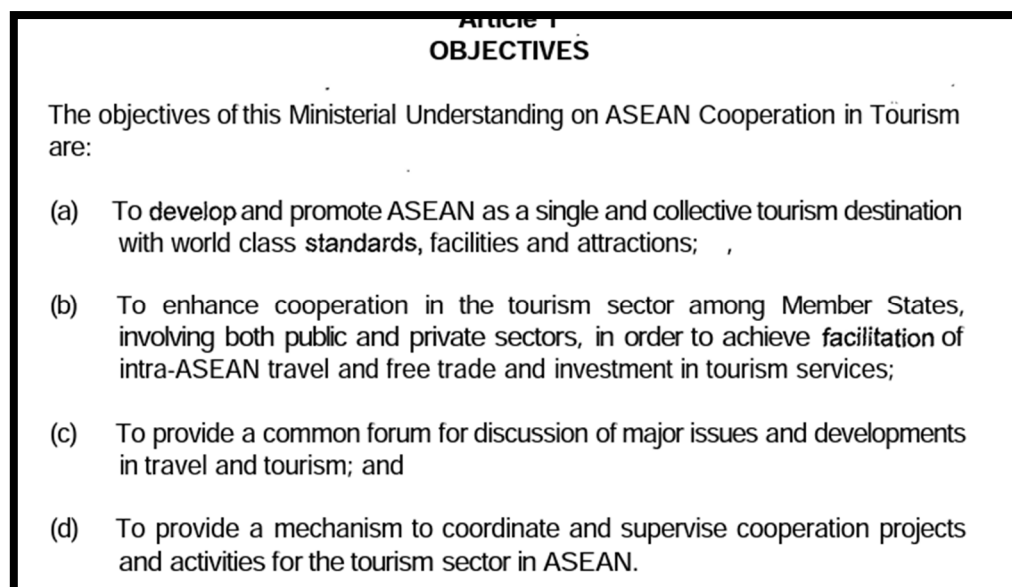 Article 1
OBJECTIVES
The objectives of this Ministerial Understanding on ASEAN Cooperation in Tourism
are:
(a) To develop and promote ASEAN as a single and collective tourism destination
with world class standards, facilities and attractions; ,
(b) To enhance cooperation in the tourism sector among Member States,
involving both public and private sectors, in order to achieve facilitation of
intra-ASEAN travel and free trade and investment in tourism services;
(c) To provide a common forum for discussion of major issues and developments
in travel and tourism; and
(d) To provide a mechanism to coordinate and supervise cooperation projects
and activities for the tourism sector in ASEAN.